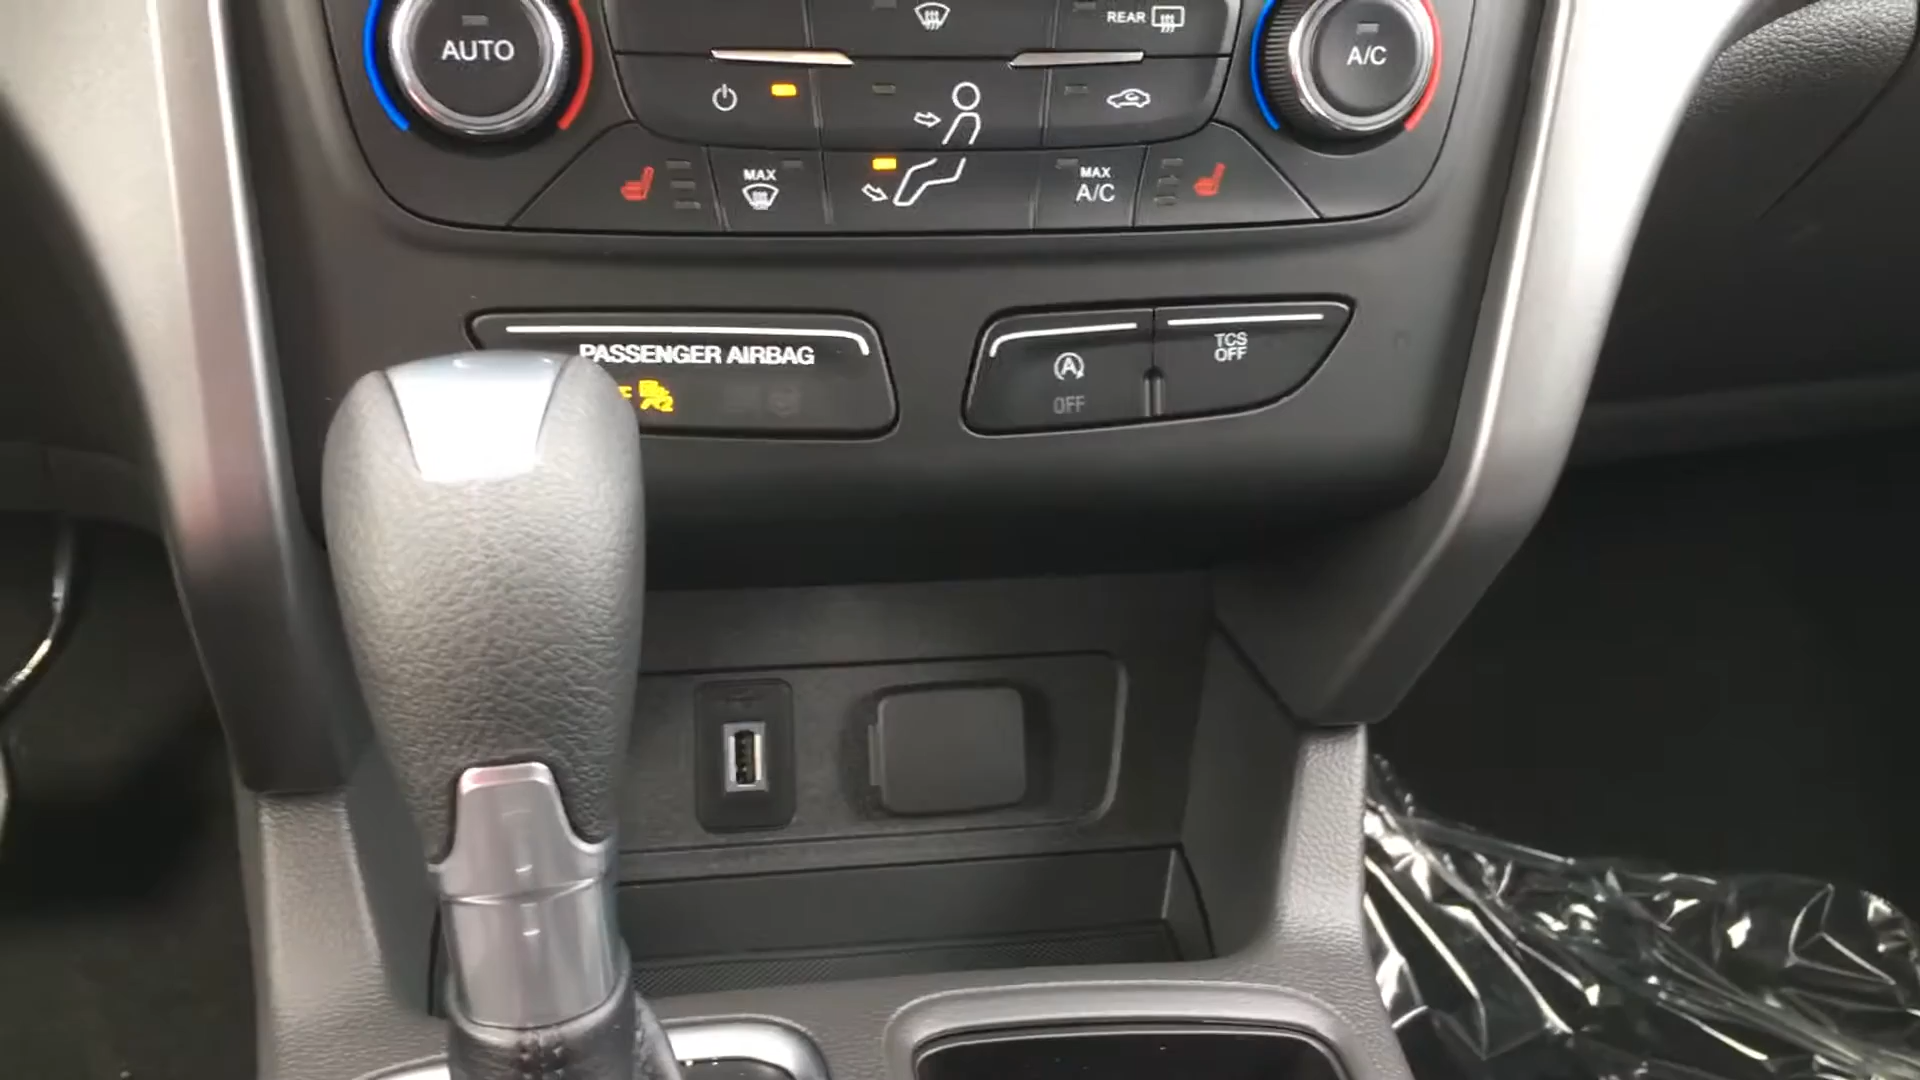 AUTO
REAR
A/C
MAX
MAX
A/C
PASSENGER AIRBAG
A
OFF
TCS
OFF